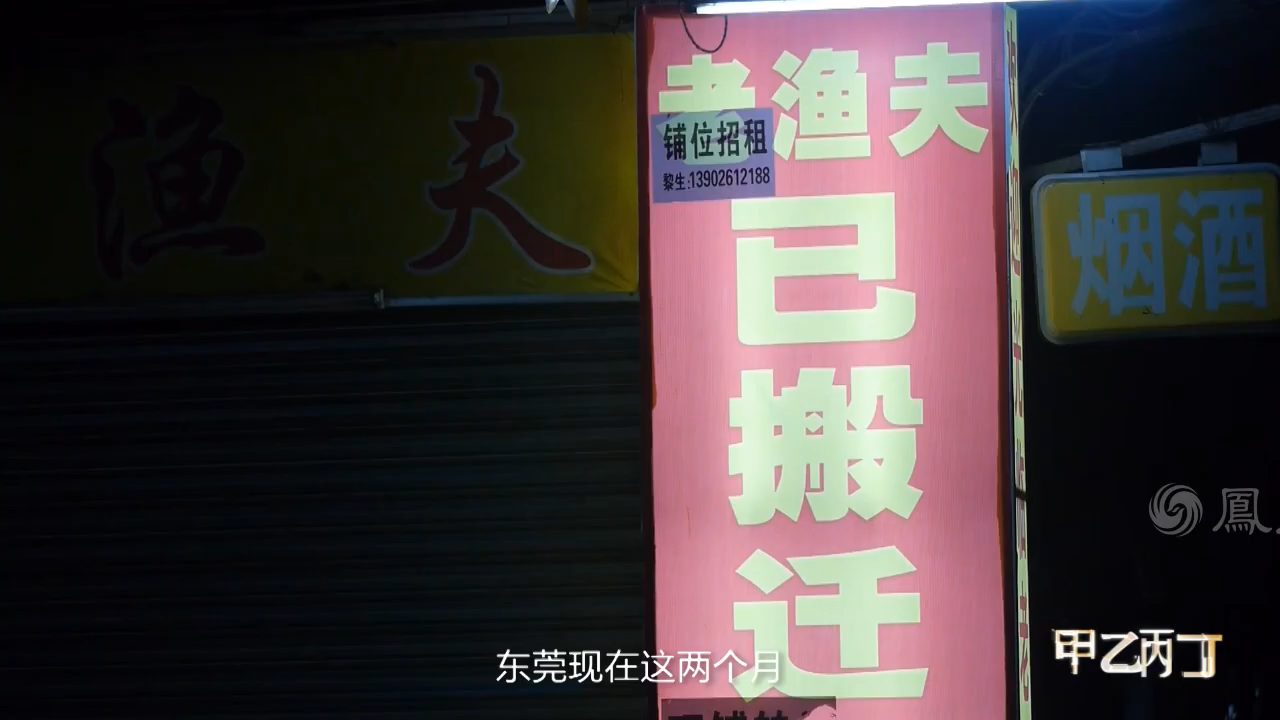 渔夫
老渔夫
铺位招租
黎生:13902612188
已
搬
迁
烟酒
鳳
甲乙丙丁
东莞现在这两个月